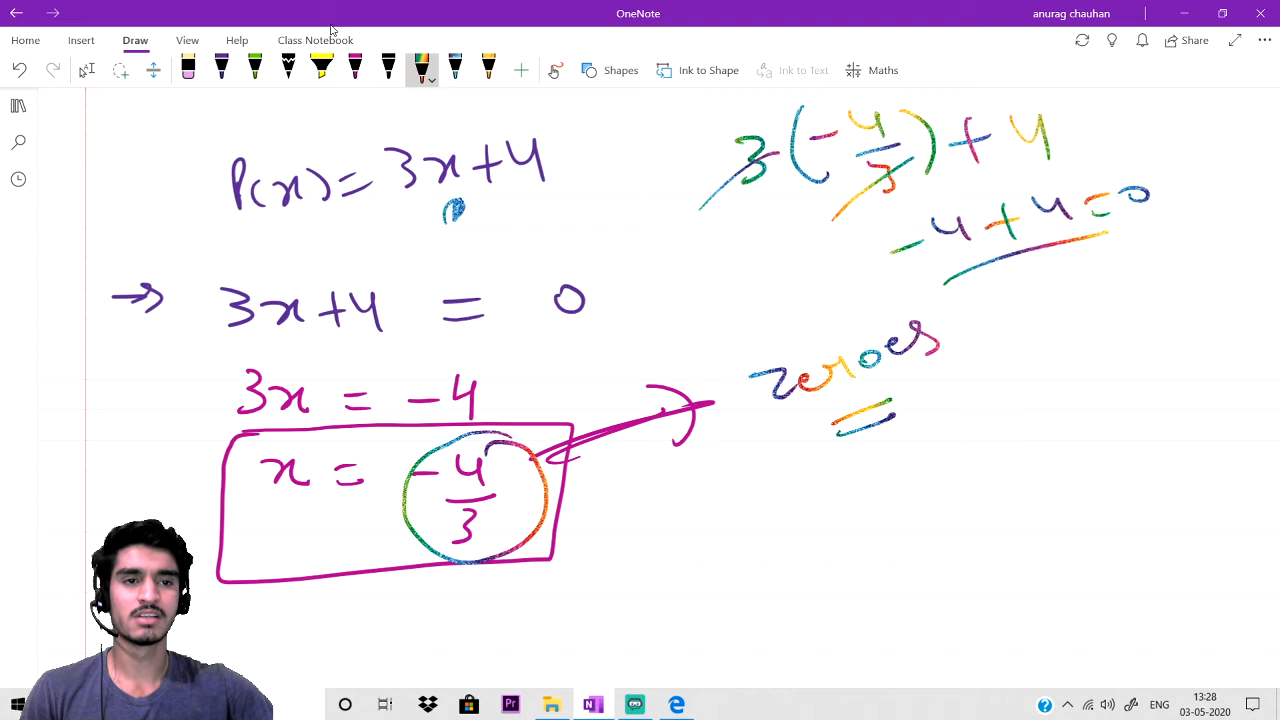 OneNote
anurag chauhan
Home Insert Draw View Help Class Notebook
Share
Shapes Ink to Shape Ink to Text Maths
P(x) = 3x+4
3(-4/3) + 4
-4+4=0
→ 3x+4 = 0
zeroes
3x = -4
x = -4/3
Pr
N
ENG
13:28
03-05-2020